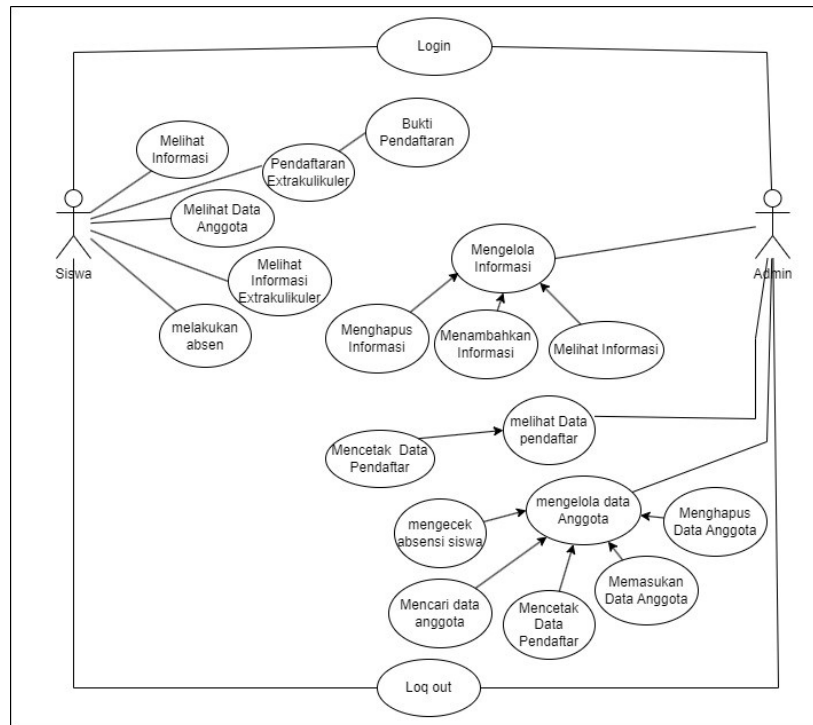 Login
Bukti
Pendaftaran
Melihat
Informasi
Pendaftaran
Extrakulikuler
Siswa
Melihat Data
Anggota
Melihat
Informasi
Extrakulikuler
melakukan
absen
Mengelola
Informasi
Admin
Menghapus
Informasi
Menambahkan
Informasi
Melihat Informasi
melihat Data
pendaftar
Mencetak Data
Pendaftar
mengelola data
Anggota
mengecek
absensi siswa
Menghapus
Data Anggota
Mencari data
anggota
Mencetak
Data
Pendaftar
Memasukan
Data Anggota
Log out